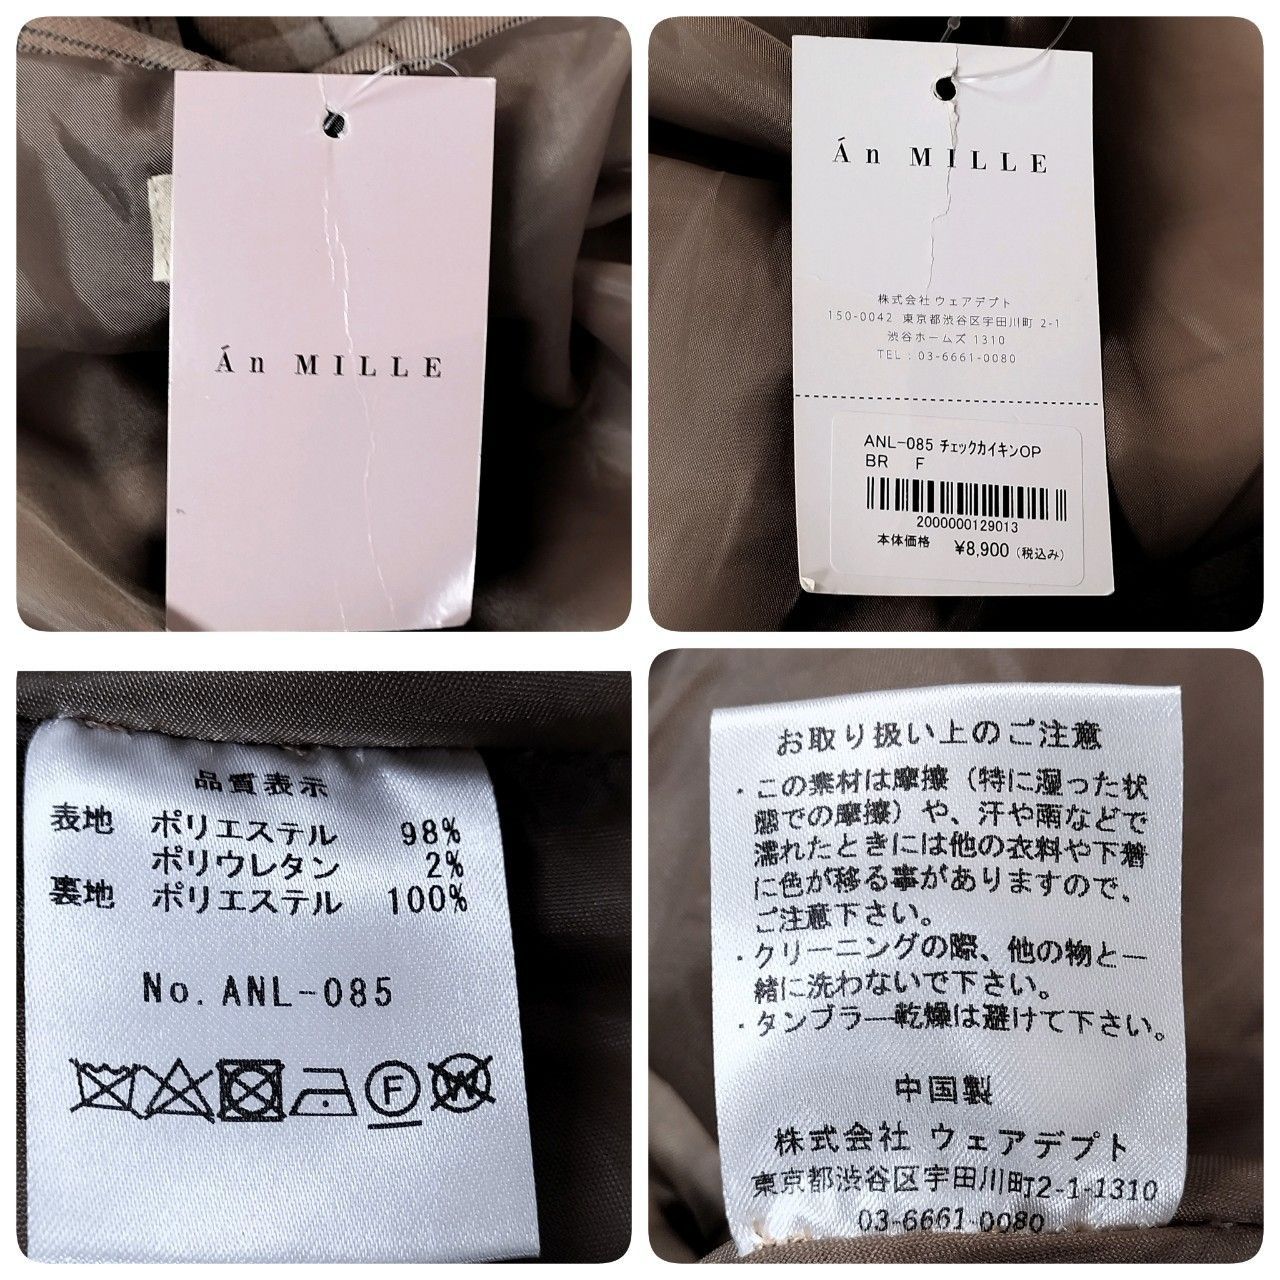 Án MILLE
Án MILLE
株式会社 ウェアデプト
150-0042 東京都渋谷区宇田川町 2-1
渋谷ホームズ 1310
TEL : 03-6661-0080
ANL-085 チェックカイキンOP
BR F
2000000129013
本体価格 ¥8,900 (税込み)
品質表示
表地 ポリエステル 98%
ポリウレタン 2%
裏地 ポリエステル 100%
No. ANL-085
F
W
お取り扱い上のご注意
・この素材は摩擦（特に湿った状
態での摩擦）や、汗や雨などで
濡れたときには他の衣料や下着
に色が移る事がありますので、
ご注意下さい。
・クリーニングの際、他の物と一
緒に洗わないで下さい。
・タンブラー乾燥は避けて下さい。
中国製
株式会社 ウェアデプト
東京都渋谷区宇田川町2-1-1310
03-6661-0080